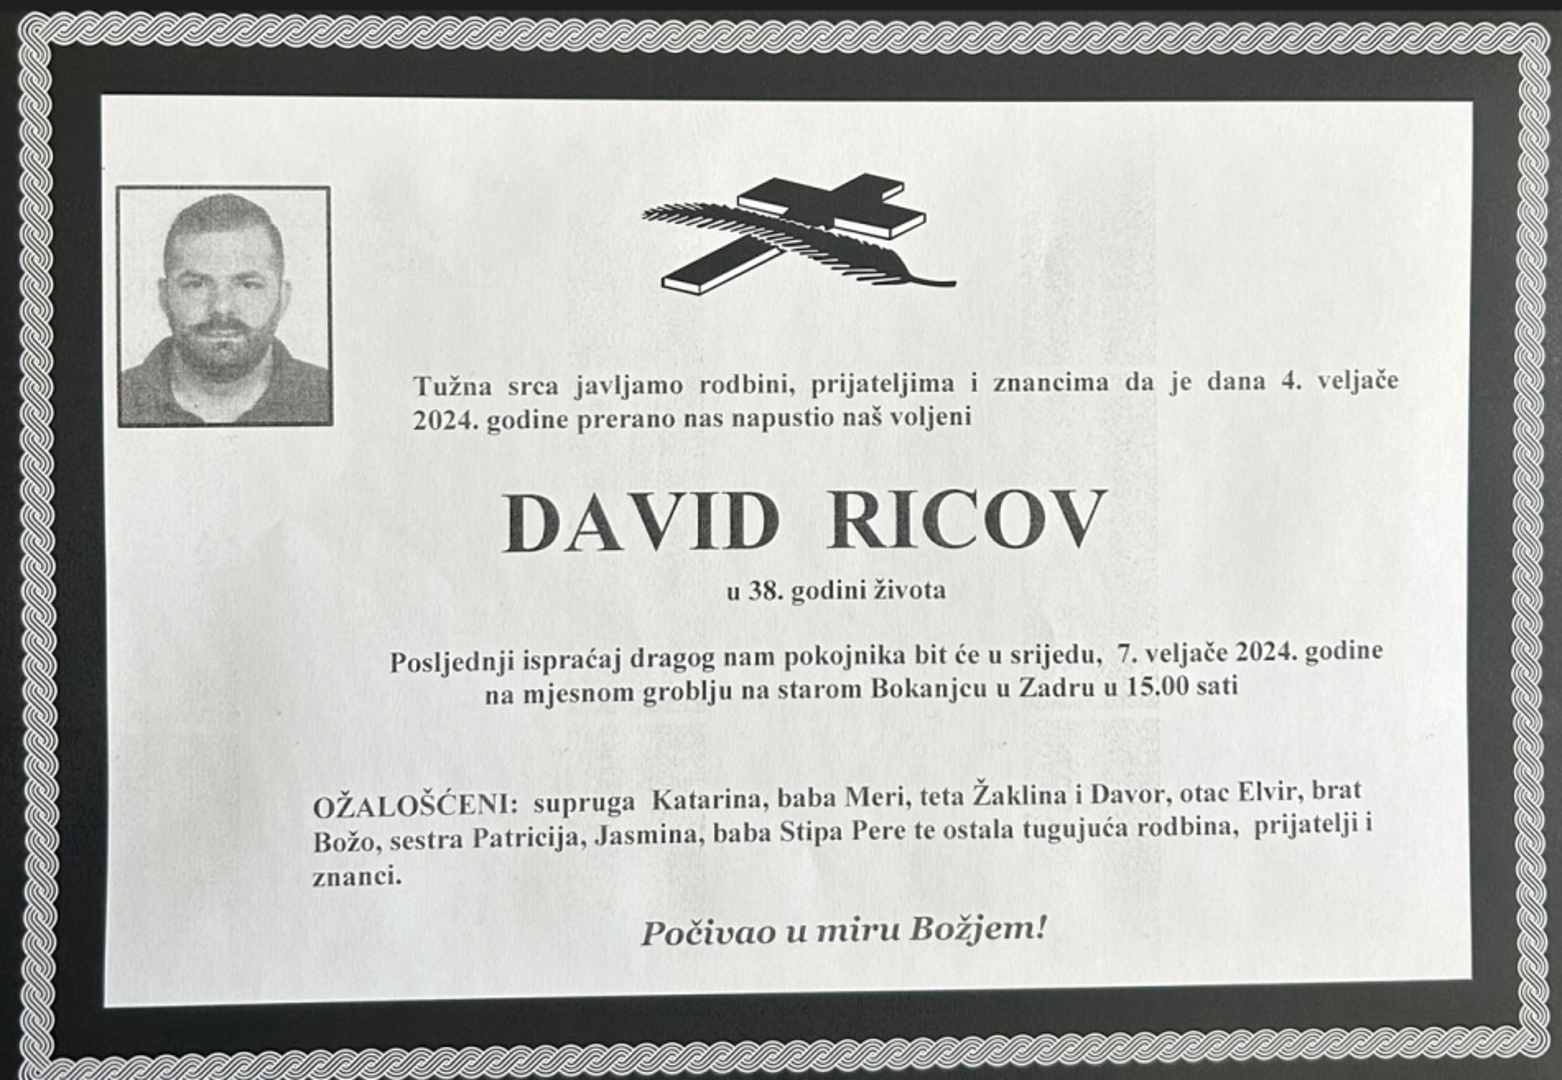 Tužna srca javljamo rodbini, prijateljima i znancima da je dana 4. veljače
2024. godine prerano nas napustio naš voljeni
DAVID RICOV
u 38. godini života
Posljednji ispraćaj dragog nam pokojnika bit će u srijedu, 7. veljače 2024. godine
na mjesnom groblju na starom Bokanjcu u Zadru u 15.00 sati
OŽALOŠĆENI: supruga Katarina, baba Meri, teta Žaklina i Davor, otac Elvir, brat
Božo, sestra Patricija, Jasmina, baba Stipa Pere te ostala tugujuća rodbina, prijatelji i
znanci.
Počivao u miru Božjem!